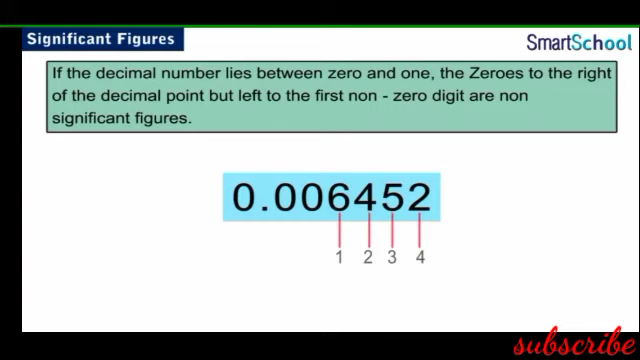 Significant Figures
SmartSchool
If the decimal number lies between zero and one, the Zeroes to the right
of the decimal point but left to the first non - zero digit are non
significant figures.
0.006452
1 2 3 4
subscribe